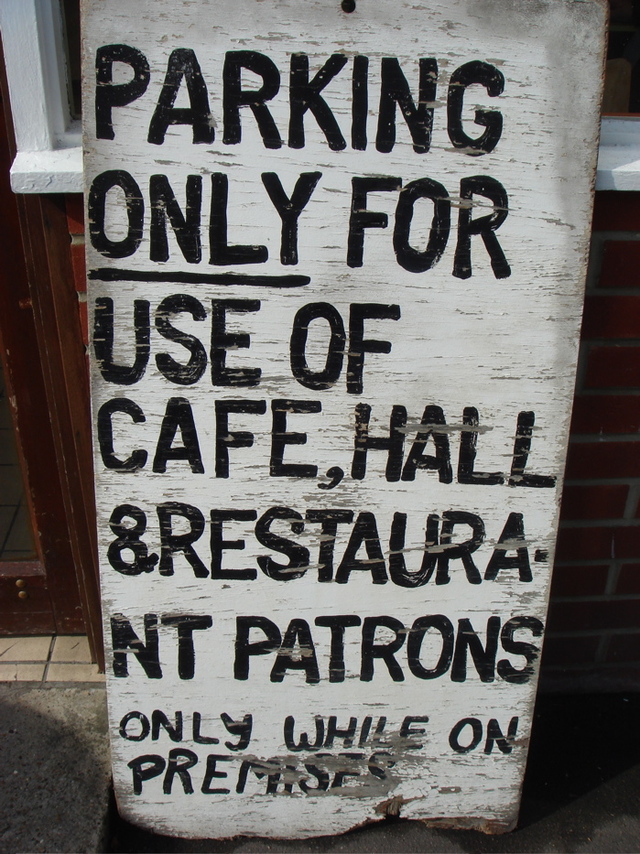 PARKING
ONLY FOR
USE OF
CAFE, HALL
&RESTAURA-
NT PATRONS
ONLY WHILE ON
PREMISES